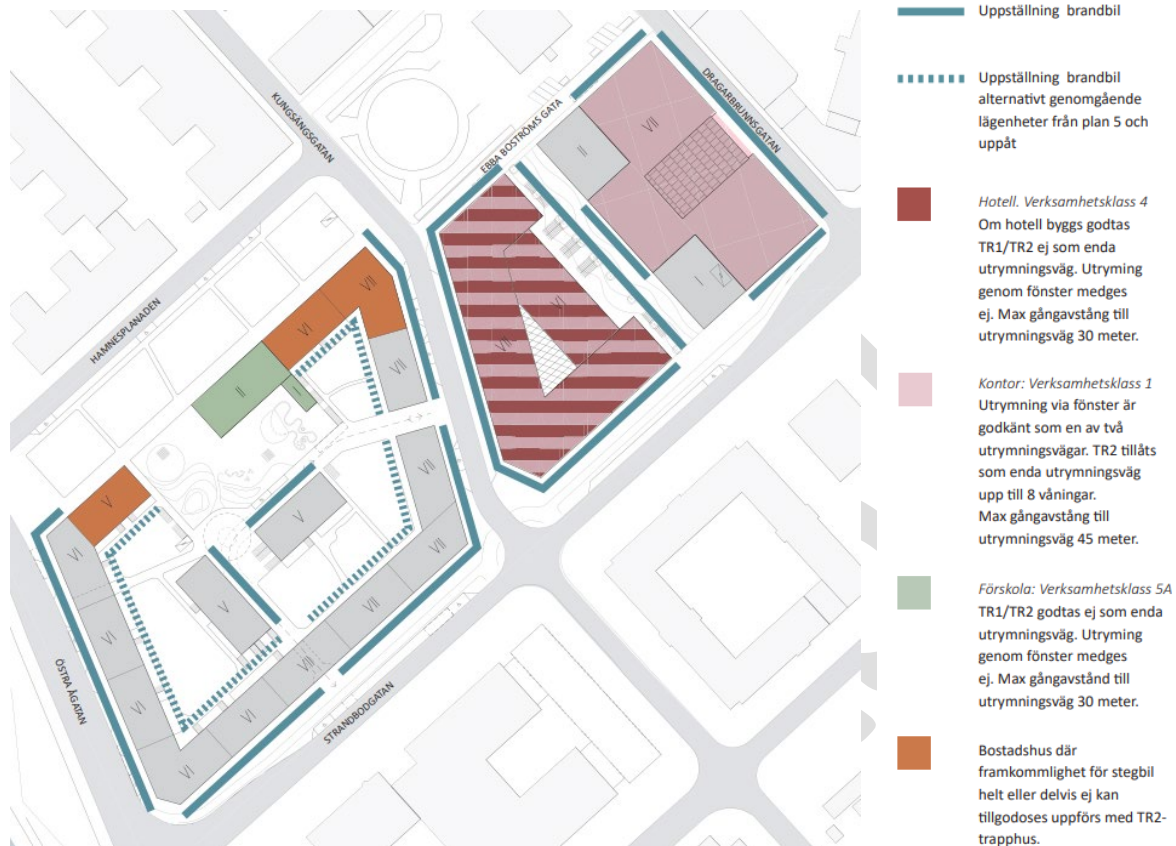 KUNGSÄNGSGATAN
DRAGARBRUNNSGATAN
EBBA BOSTRÖMS GATA
HAMNESPLANADEN
ÖSTRA ÅGATAN
STRANDBODGATAN
VII
II
I
VI
VII
VII
VI
VII
II
I
V
VI
V
V
VII
VII
VII
VII
VI
VI
VI
VI
VI
Uppställning brandbil
Uppställning brandbil
alternativt genomgående
lägenheter från plan 5 och
uppåt
Hotell. Verksamhetsklass 4
Om hotell byggs godtas
TR1/TR2 ej som enda
utrymningsväg. Utryming
genom fönster medges
ej. Max gångavstång till
utrymningsväg 30 meter.
Kontor: Verksamhetsklass 1
Utrymning via fönster är
godkänt som en av två
utrymningsvägar. TR2 tillåts
som enda utrymningsväg
upp till 8 våningar.
Max gångavstång till
utrymningsväg 45 meter.
Förskola: Verksamhetsklass 5A
TR1/TR2 godtas ej som enda
utrymningsväg. Utryming
genom fönster medges
ej. Max gångavstånd till
utrymningsväg 30 meter.
Bostadshus där
framkommlighet för stegbil
helt eller delvis ej kan
tillgodoses uppförs med TR2-
trapphus.